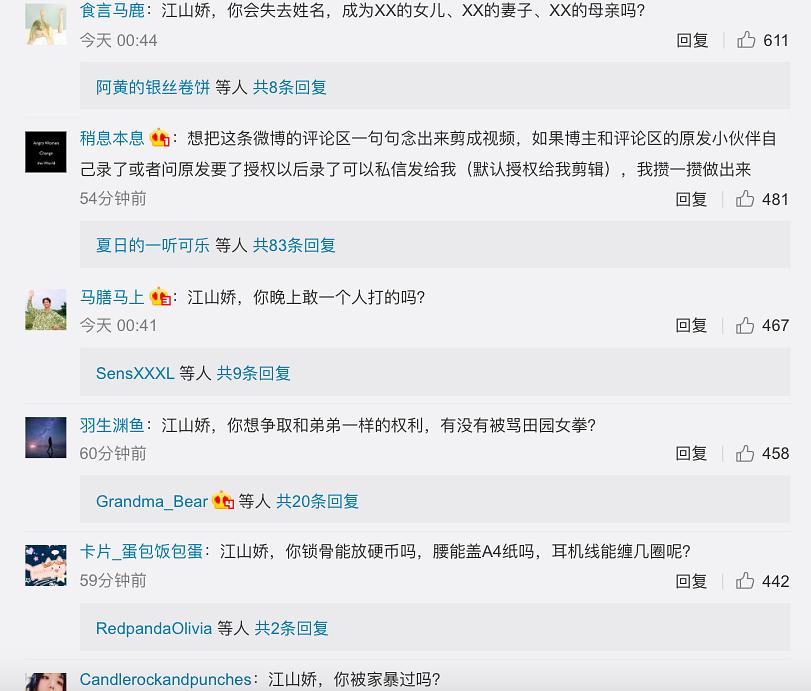 食言马鹿：江山娇，你会失去姓名，成为XX的女儿、XX的妻子、XX的母亲吗？
今天 00:44
回复 611
阿黄的银丝卷饼 等人 共8条回复
Angry Women
Change
the World
稍息本息：想把这条微博的评论区一句句念出来剪成视频，如果博主和评论区的原发小伙伴自
己录了或者问原发要了授权以后录了可以私信发给我（默认授权给我剪辑），我攒一攒做出来
54分钟前
回复 481
夏日的一听可乐 等人 共83条回复
马膳马上：江山娇，你晚上敢一个人打的吗？
今天 00:41
回复 467
SensXXXL 等人 共9条回复
羽生渊鱼：江山娇，你想争取和弟弟一样的权利，有没有被骂田园女拳？
60分钟前
回复 458
Grandma_Bear 等人 共20条回复
卡片_蛋包饭包蛋：江山娇，你锁骨能放硬币吗，腰能盖A4纸吗，耳机线能缠几圈呢？
59分钟前
回复 442
RedpandaOlivia 等人 共2条回复
Candlerockandpunches：江山娇，你被家暴过吗？